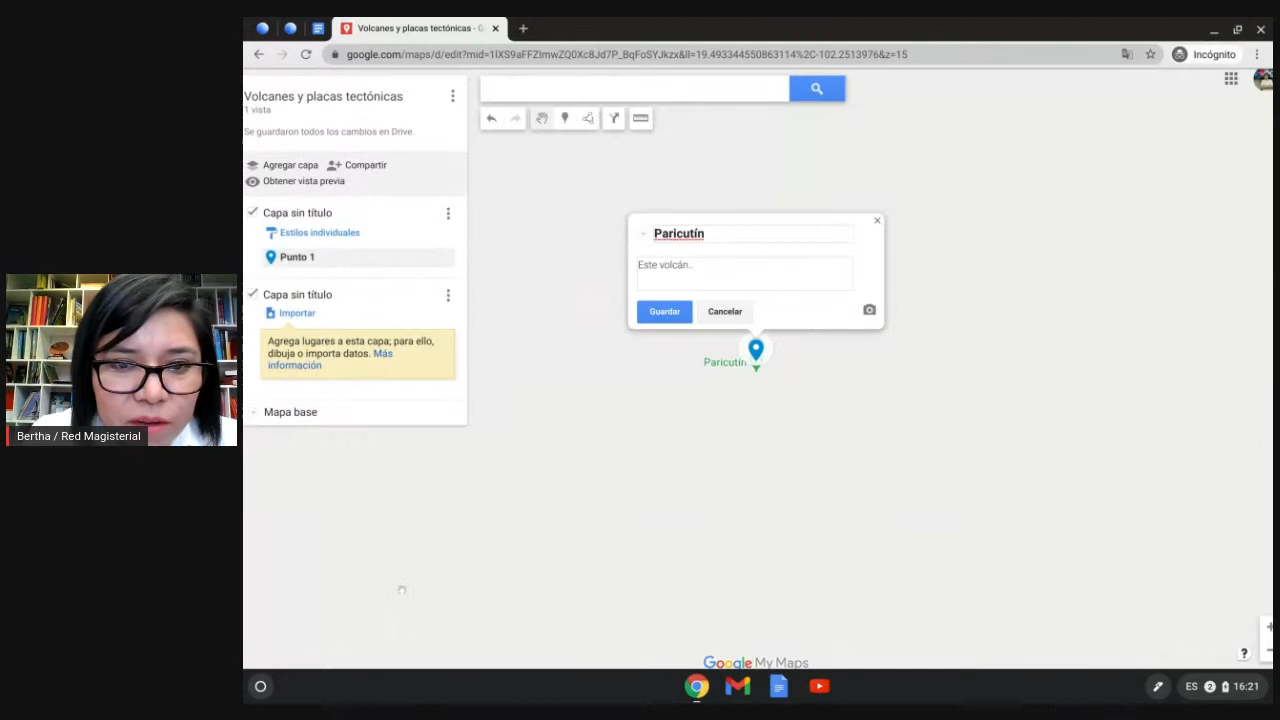 Volcanes y placas tectónicas - G
google.com/maps/d/edit?mid=1IXS9aFFZImwZQ0Xc8Jd7P_BqFoSYJkzx&ll=19.493344550863114%2C-102.2513976&z=15
Incógnito
Volcanes y placas tectónicas
1 vista
Se guardaron todos los cambios en Drive.
Agregar capa Compartir
Obtener vista previa
Capa sin título
Estilos individuales
Punto 1
Capa sin título
Importar
Agrega lugares a esta capa; para ello,
dibuja o importa datos. Más
información
Mapa base
Paricutín
Este volcán..
Guardar Cancelar
Paricutín
Bertha / Red Magisterial
Google My Maps
?
ES 2 16:21